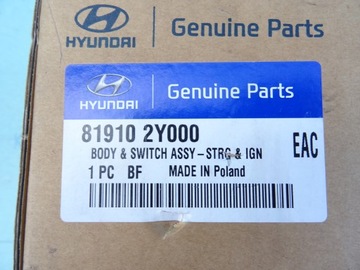 HYUNDAI Genuine Parts
HYUNDAI Genuine Parts
81910 2Y000
BODY & SWITCH ASSY-STRG & IGN
EAC
1 PC BF MADE IN Poland